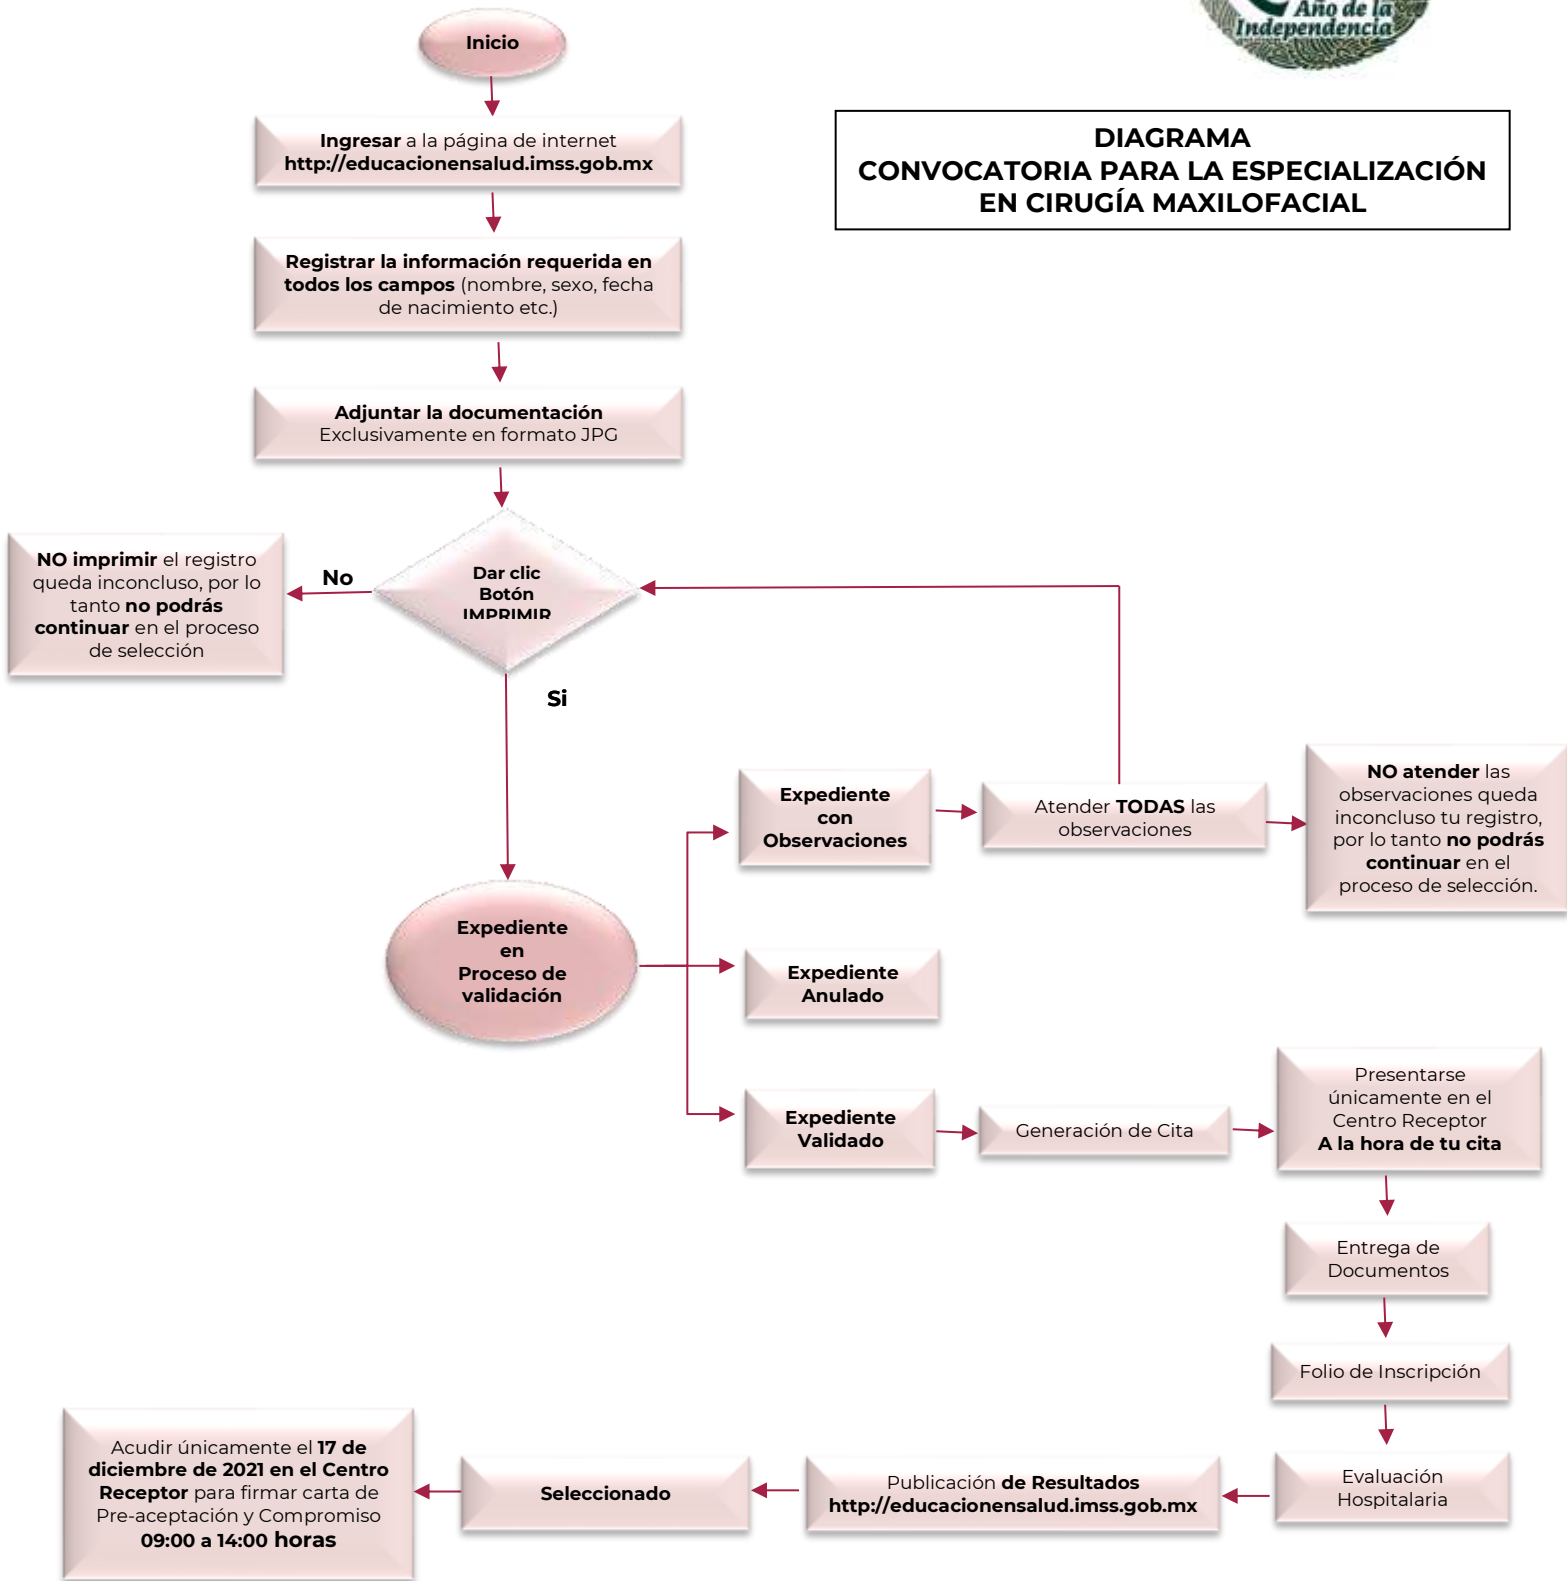 Año de la
Independencia
Inicio
DIAGRAMA
CONVOCATORIA PARA LA ESPECIALIZACIÓN
EN CIRUGÍA MAXILOFACIAL
Ingresar a la página de internet
http://educacionensalud.imss.gob.mx
Registrar la información requerida en
todos los campos (nombre, sexo, fecha
de nacimiento etc.)
Adjuntar la documentación
Exclusivamente en formato JPG
Dar clic
Botón
IMPRIMIR
No
NO imprimir el registro
queda inconcluso, por lo
tanto no podrás
continuar en el proceso
de selección
Si
Expediente
en
Proceso de
validación
Expediente
con
Observaciones
Atender TODAS las
observaciones
NO atender las
observaciones queda
inconcluso tu registro,
por lo tanto no podrás
continuar en el
proceso de selección.
Expediente
Anulado
Expediente
Validado
Generación de Cita
Presentarse
únicamente en el
Centro Receptor
A la hora de tu cita
Entrega de
Documentos
Folio de Inscripción
Evaluación
Hospitalaria
Publicación de Resultados
http://educacionensalud.imss.gob.mx
Seleccionado
Acudir únicamente el 17 de
diciembre de 2021 en el Centro
Receptor para firmar carta de
Pre-aceptación y Compromiso
09:00 a 14:00 horas